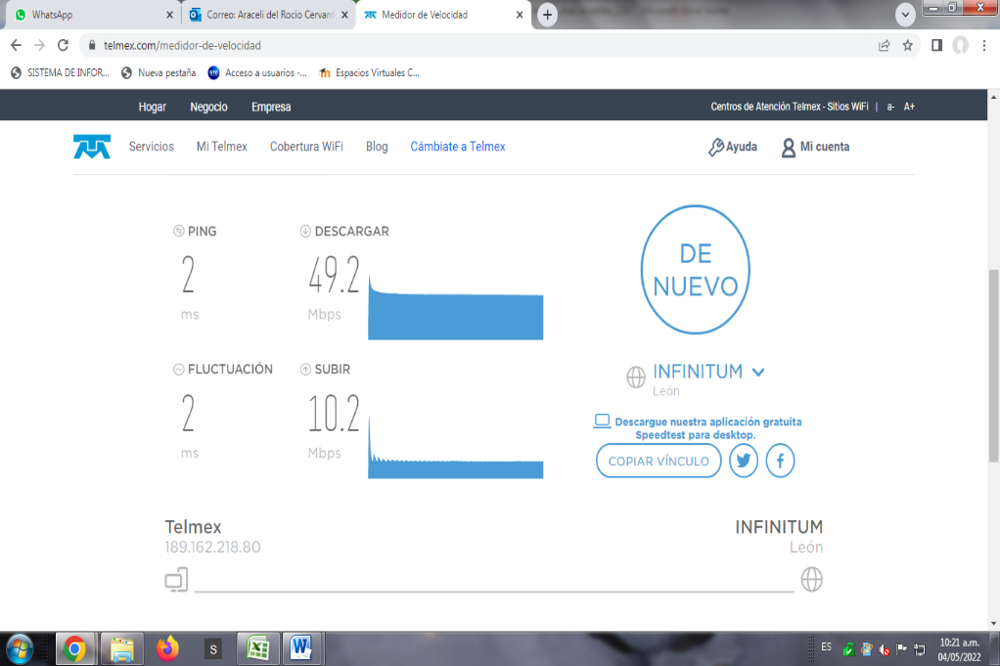 WhatsApp
Correo: Araceli del Rocio Cervant
Medidor de Velocidad
telmex.com/medidor-de-velocidad
SISTEMA DE INFOR...
Nueva pestaña
Acceso a usuarios -...
Espacios Virtuales C...
Hogar
Negocio
Empresa
Centros de Atención Telmex - Sitios WiFi | a- A+
Servicios
Mi Telmex
Cobertura WiFi
Blog
Cámbiate a Telmex
Ayuda
Mi cuenta
PING
2
ms
DESCARGAR
49.2
Mbps
DE
NUEVO
FLUCTUACIÓN
2
ms
SUBIR
10.2
Mbps
INFINITUM
León
Descargue nuestra aplicación gratuita
Speedtest para desktop.
COPIAR VÍNCULO
Telmex
189.162.218.80
INFINITUM
León
S
ES
10:21 a.m.
04/05/2022